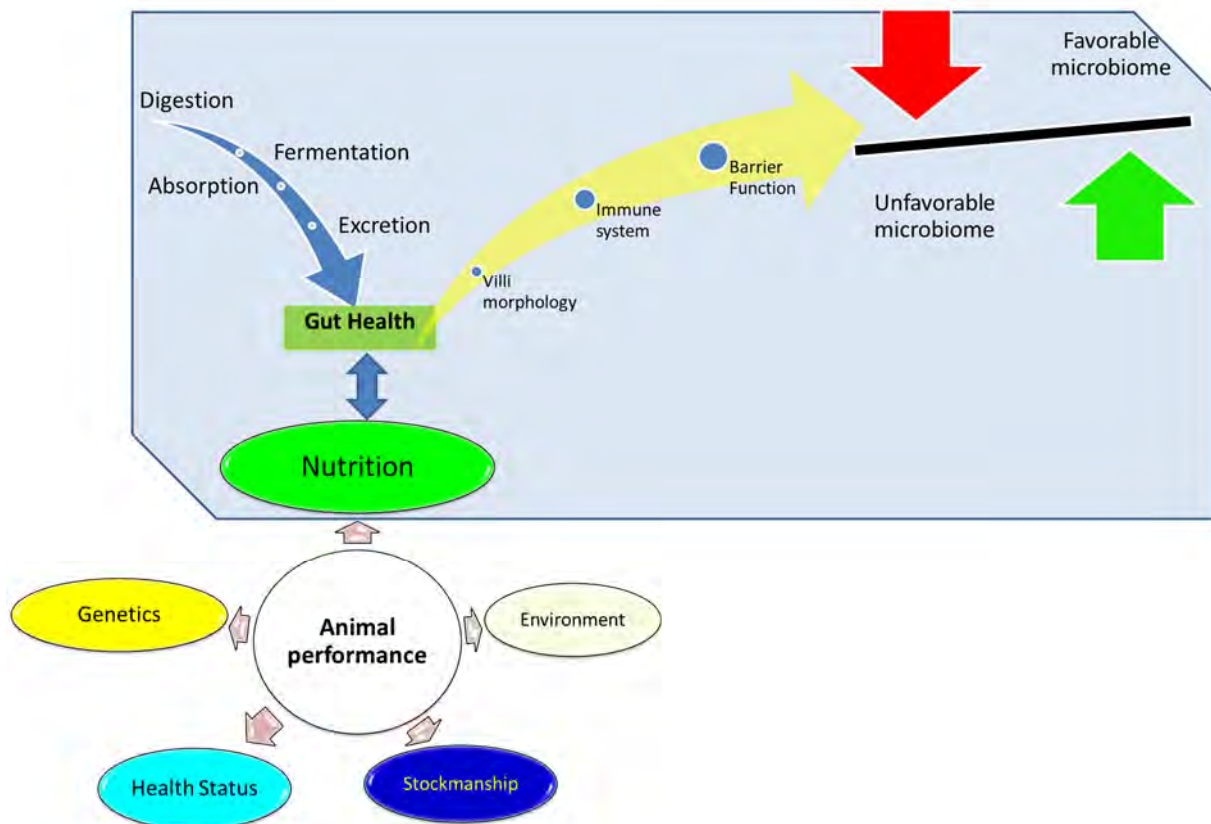 Favorable
microbiome
Digestion
Fermentation
Absorption
Excretion
Barrier
Function
Immune
system
Unfavorable
microbiome
Villi
morphology
Gut Health
Nutrition
Genetics
Environment
Animal
performance
Health Status
Stockmanship